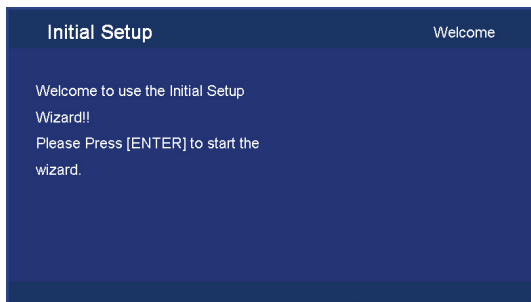 Initial Setup
Welcome
Welcome to use the Initial Setup
Wizard!!
Please Press [ENTER] to start the
wizard.